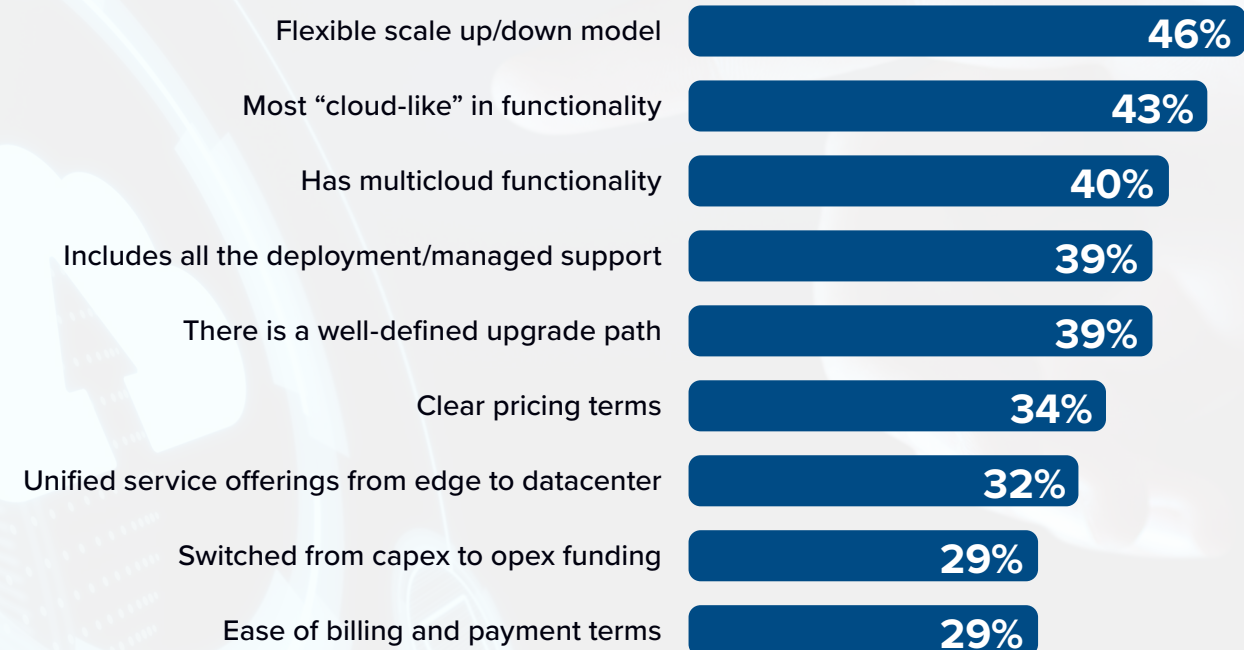 Flexible scale up/down model 46%
Most “cloud-like” in functionality 43%
Has multicloud functionality 40%
Includes all the deployment/managed support 39%
There is a well-defined upgrade path 39%
Clear pricing terms 34%
Unified service offerings from edge to datacenter 32%
Switched from capex to opex funding 29%
Ease of billing and payment terms 29%